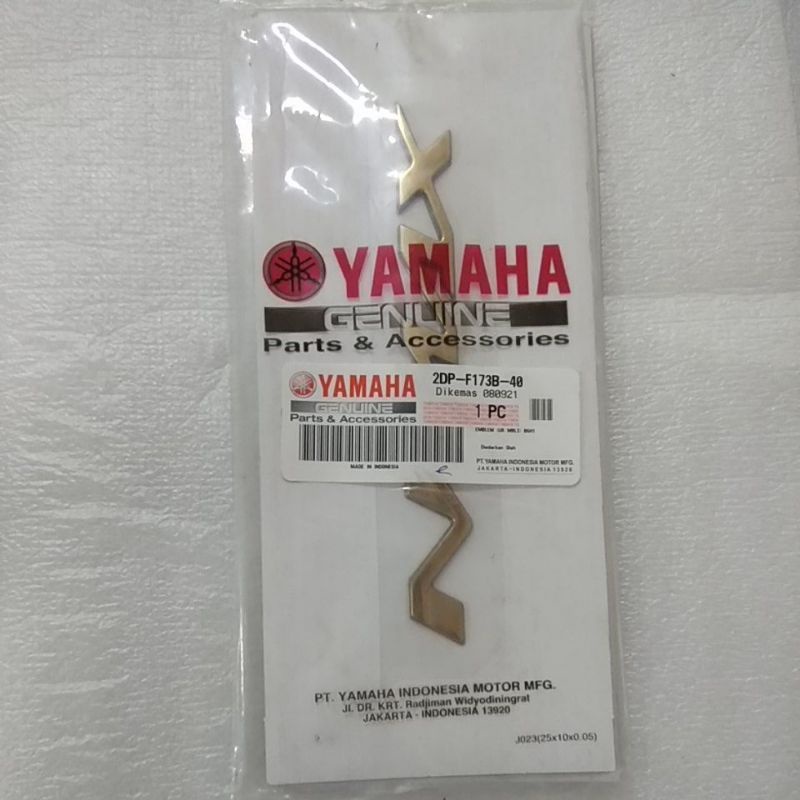 YAMAHA
GENUINE
Parts & Accessories
YAMAHA
GENUINE
Parts & Accessories
2DP-F173B-40
Dikemas 080921
1 PC
Diedarkan Oleh
MADE IN INDONESIA
PT. YAMAHA INDONESIA MOTOR MFG.
JAKARTA-INDONESIA 13920
PT. YAMAHA INDONESIA MOTOR MFG.
Jl. DR. KRT. Radjiman Widyodiningrat
JAKARTA - INDONESIA 13920
J023(25x10x0.05)